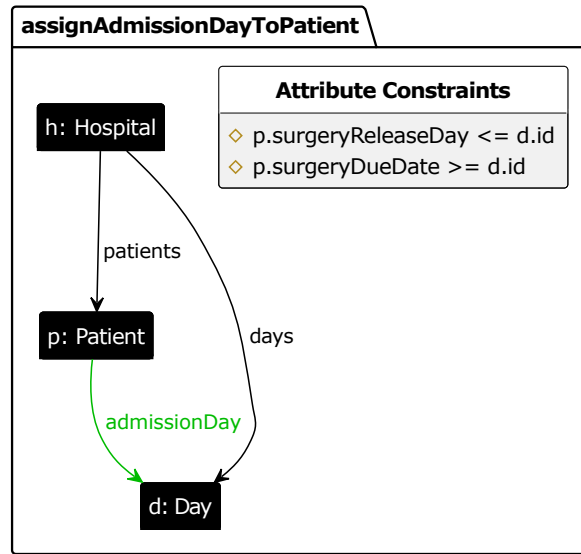 assignAdmissionDayToPatient
Attribute Constraints
p.surgeryReleaseDay <= d.id
p.surgeryDueDate >= d.id
h: Hospital
patients
p: Patient
days
admissionDay
d: Day